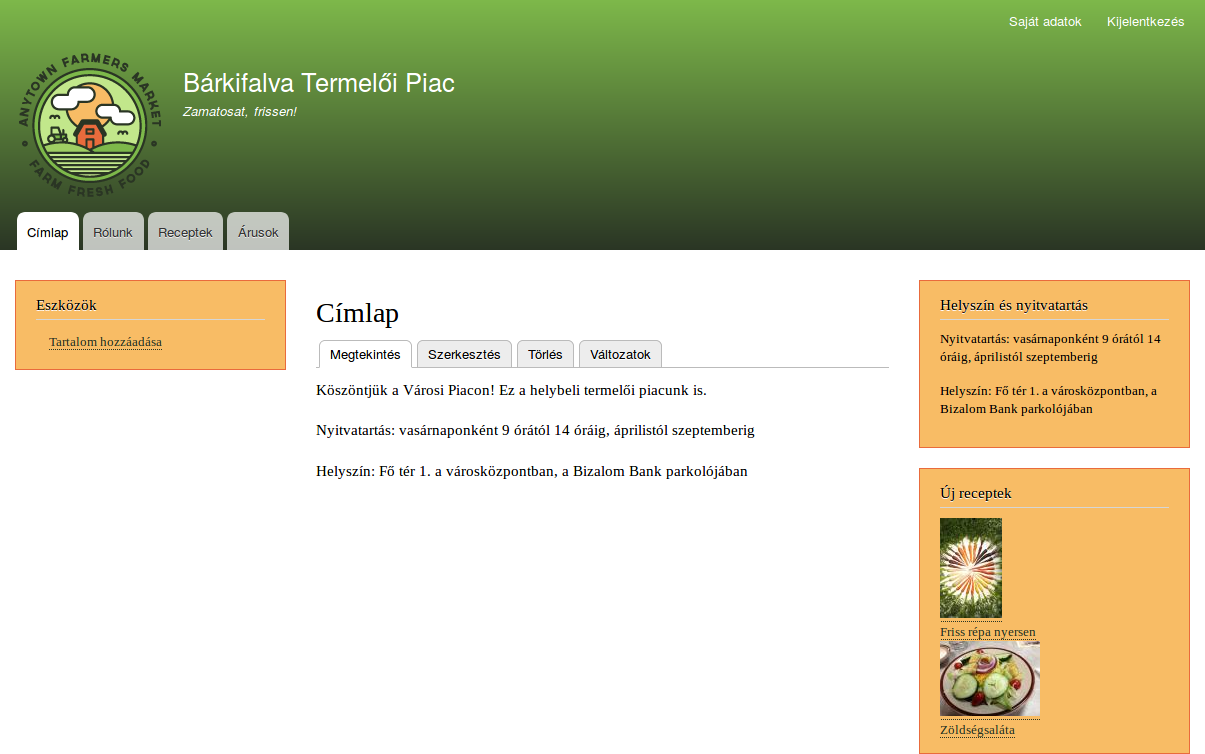 Saját adatok Kijelentkezés
ANYTOWN FARMERS MARKET
FARM FRESH FOOD
Bárkifalva Termelői Piac
Zamatosat, frissen!
Címlap Rólunk Receptek Árusok
Eszközök
Tartalom hozzáadása
Címlap
Megtekintés Szerkesztés Törlés Változatok
Köszöntjük a Városi Piacon! Ez a helybeli termelői piacunk is.
Nyitvatartás: vasárnaponként 9 órától 14 óráig, áprilistól szeptemberig
Helyszín: Fő tér 1. a városközpontban, a Bizalom Bank parkolójában
Helyszín és nyitvatartás
Nyitvatartás: vasárnaponként 9 órától 14
óráig, áprilistól szeptemberig
Helyszín: Fő tér 1. a városközpontban, a
Bizalom Bank parkolójában
Új receptek
Friss répa nyersen
Zöldségsaláta